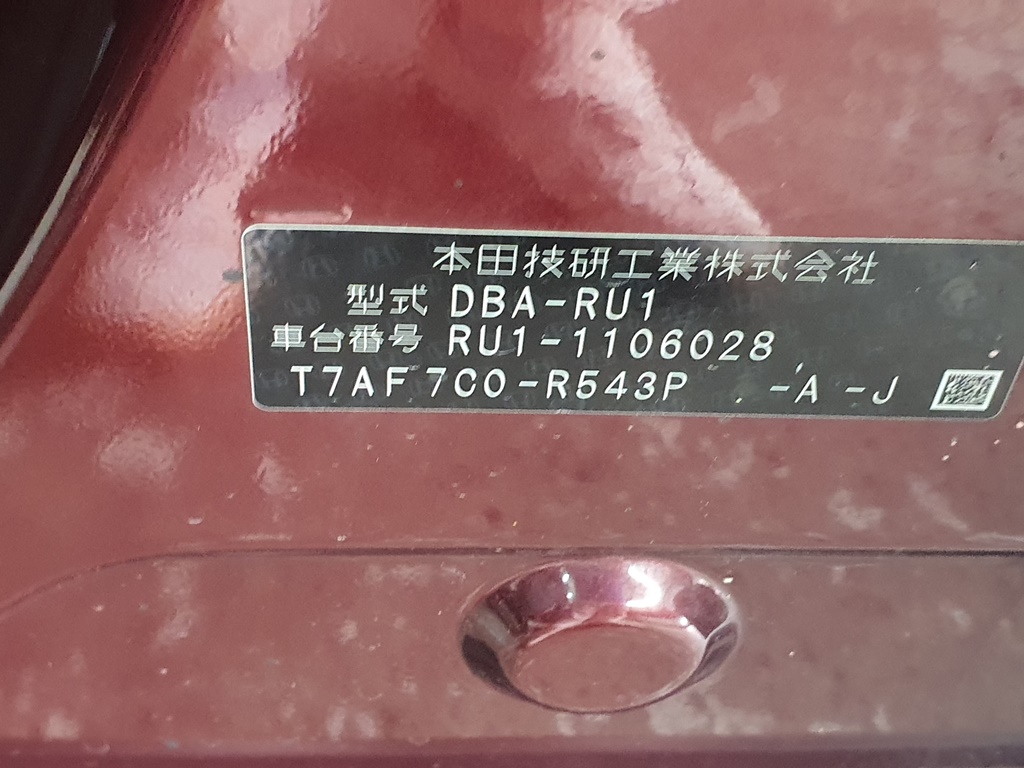 本田技研工業株式会社
型式 DBA-RU1
車台番号 RU1-1106028
T7AF7C0-R543P -A -J